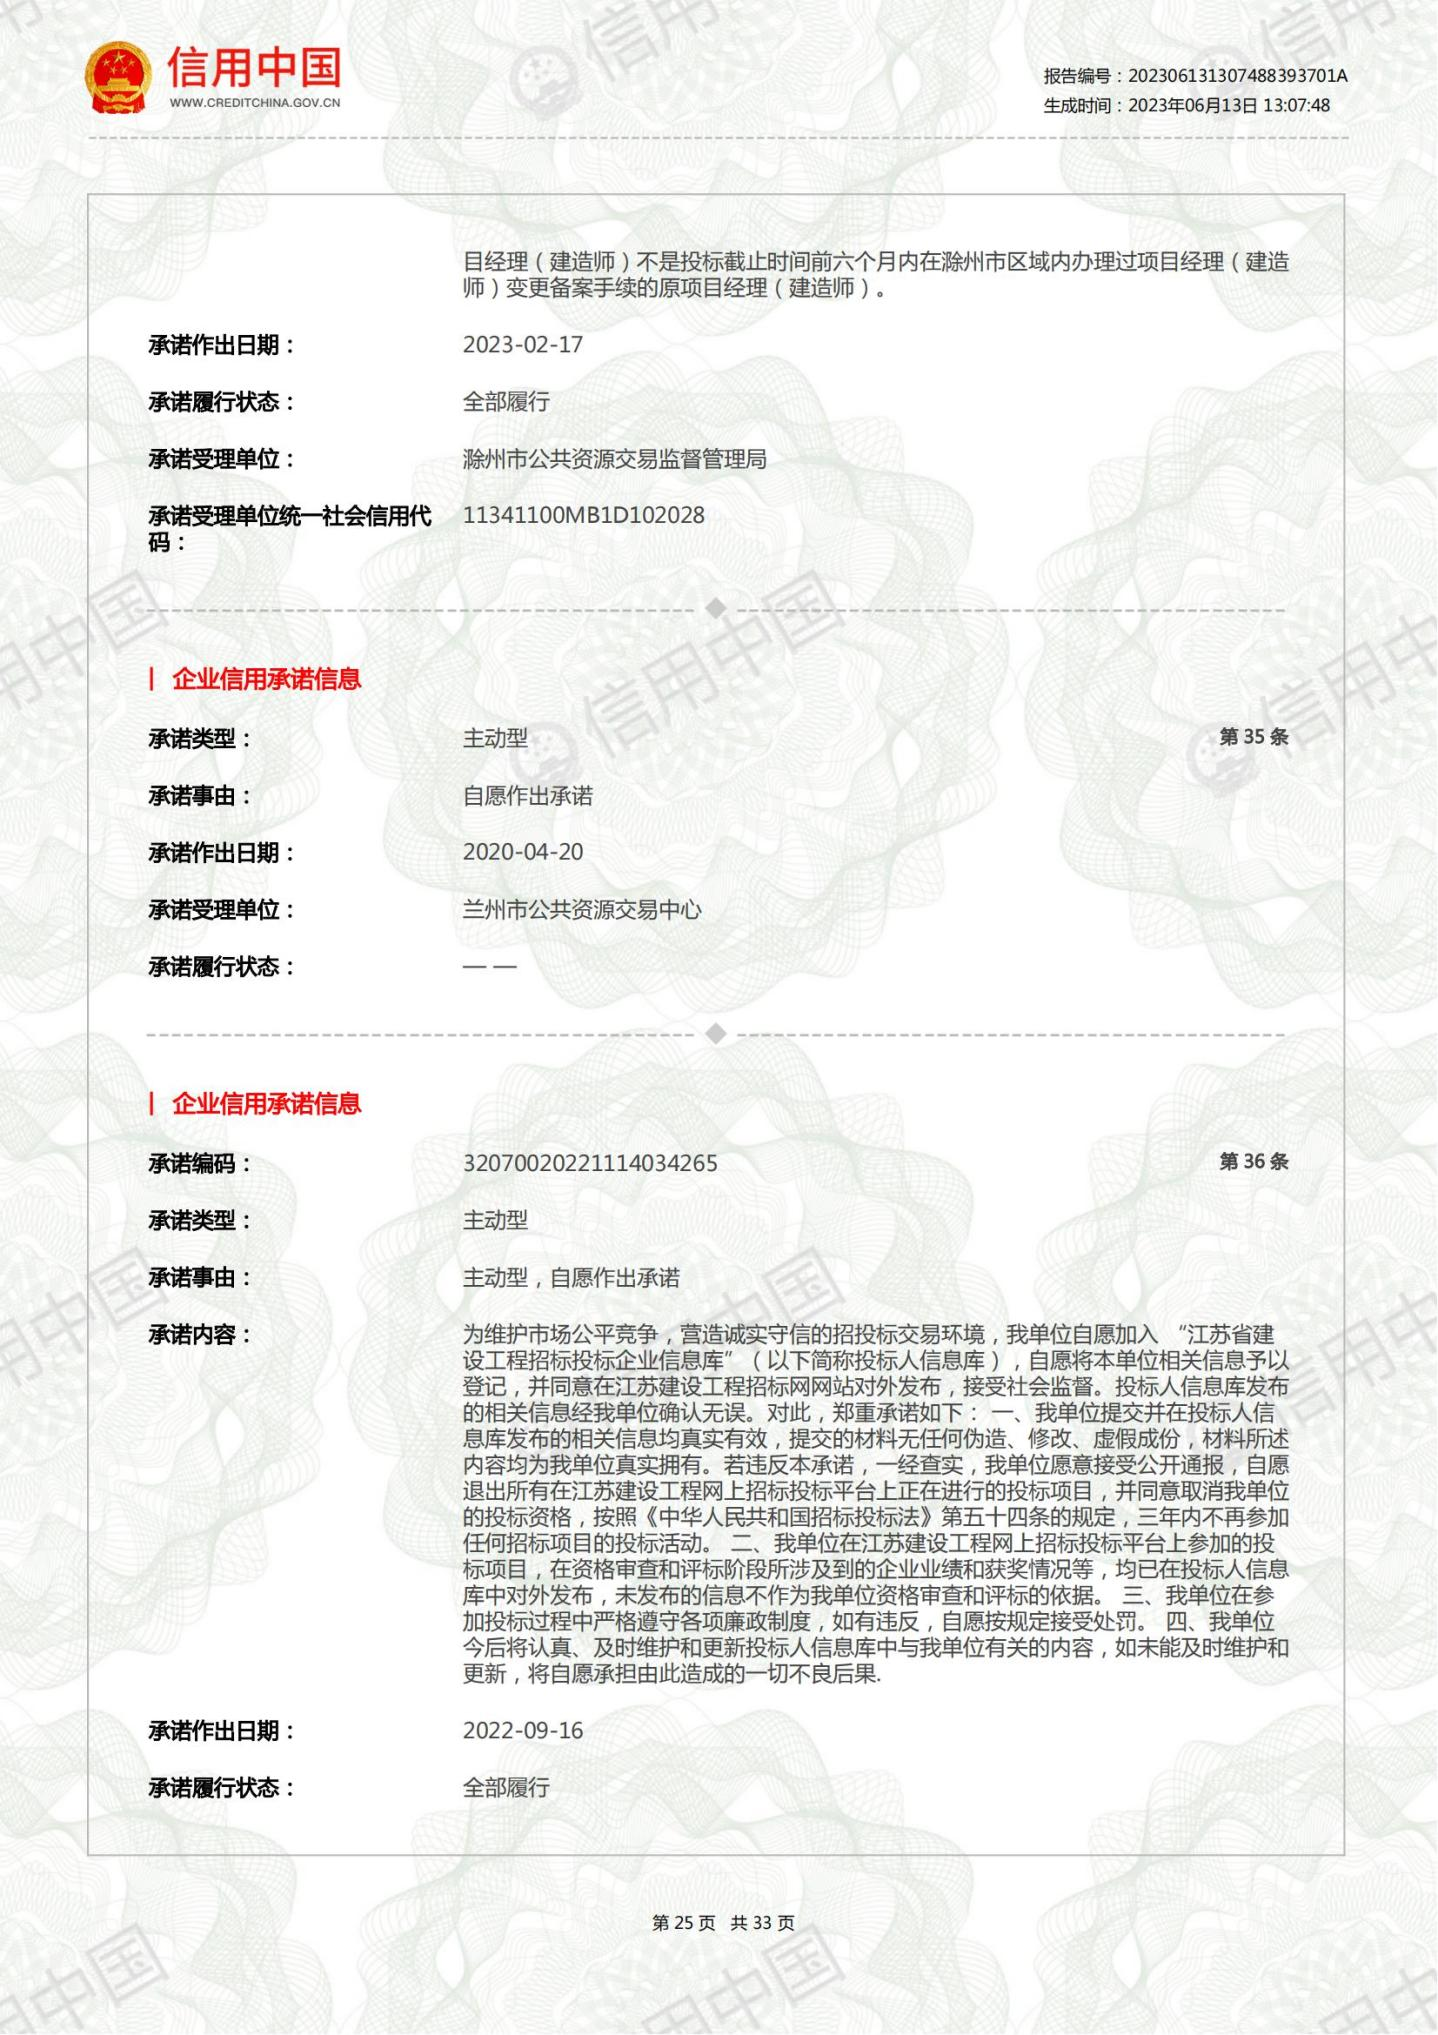 信用中国
WWW.CREDITCHINA.GOV.CN
报告编号：202306131307488393701A
生成时间：2023年06月13日 13:07:48
目经理（建造师）不是投标截止时间前六个月内在滁州市区域内办理过项目经理（建造
师）变更备案手续的原项目经理（建造师）。
承诺作出日期： 2023-02-17
承诺履行状态： 全部履行
承诺受理单位： 滁州市公共资源交易监督管理局
承诺受理单位统一社会信用代 11341100MB1D102028
码：
企业信用承诺信息
承诺类型： 主动型 第 35 条
承诺事由： 自愿作出承诺
承诺作出日期： 2020-04-20
承诺受理单位： 兰州市公共资源交易中心
承诺履行状态： — —
企业信用承诺信息
承诺编码： 32070020221114034265 第 36 条
承诺类型： 主动型
承诺事由： 主动型，自愿作出承诺
承诺内容： 为维护市场公平竞争，营造诚实守信的招投标交易环境，我单位自愿加入 “江苏省建
设工程招标投标企业信息库”（以下简称投标人信息库），自愿将本单位相关信息予以
登记，并同意在江苏建设工程招标网网站对外发布，接受社会监督。投标人信息库发布
的相关信息经我单位确认无误。对此，郑重承诺如下： 一、我单位提交并在投标人信
息库发布的相关信息均真实有效，提交的材料无任何伪造、修改、虚假成份，材料所述
内容均为我单位真实拥有。若违反本承诺，一经查实，我单位愿意接受公开通报，自愿
退出所有在江苏建设工程网上招标投标平台上正在进行的投标项目，并同意取消我单位
的投标资格，按照《中华人民共和国招标投标法》第五十四条的规定，三年内不再参加
任何招标项目的投标活动。 二、我单位在江苏建设工程网上招标投标平台上参加的投
标项目，在资格审查和评标阶段所涉及到的企业业绩和获奖情况等，均已在投标人信息
库中对外发布，未发布的信息不作为我单位资格审查和评标的依据。 三、我单位在参
加投标过程中严格遵守各项廉政制度，如有违反，自愿按规定接受处罚。 四、我单位
今后将认真、及时维护和更新投标人信息库中与我单位有关的内容，如未能及时维护和
更新，将自愿承担由此造成的一切不良后果.
承诺作出日期： 2022-09-16
承诺履行状态： 全部履行
第 25 页 共 33 页